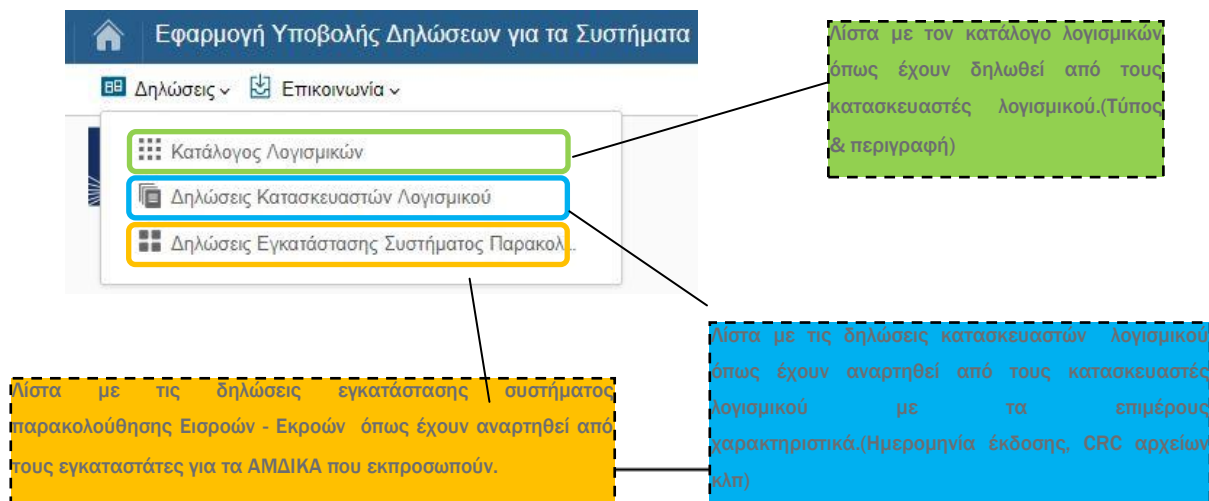 Εφαρμογή Υποβολής Δηλώσεων για τα Συστήματα
Δηλώσεις Επικοινωνία
Κατάλογος Λογισμικών
Δηλώσεις Κατασκευαστών Λογισμικού
Δηλώσεις Εγκατάστασης Συστήματος Παρακολ...
Λίστα με τον κατάλογο λογισμικών
όπως έχουν δηλωθεί από τους
κατασκευαστές λογισμικού.(Τύπος
& περιγραφή)
Λίστα με τις δηλώσεις κατασκευαστών λογισμικού
όπως έχουν αναρτηθεί από τους κατασκευαστές
λογισμικού με τα επιμέρους
χαρακτηριστικά.(Ημερομηνία έκδοσης, CRC αρχείων
κλπ)
Λίστα με τις δηλώσεις εγκατάστασης συστήματος
παρακολούθησης Εισροών - Εκροών όπως έχουν αναρτηθεί από
τους εγκαταστάτες για τα ΑΜΔΙΚΑ που εκπροσωπούν.